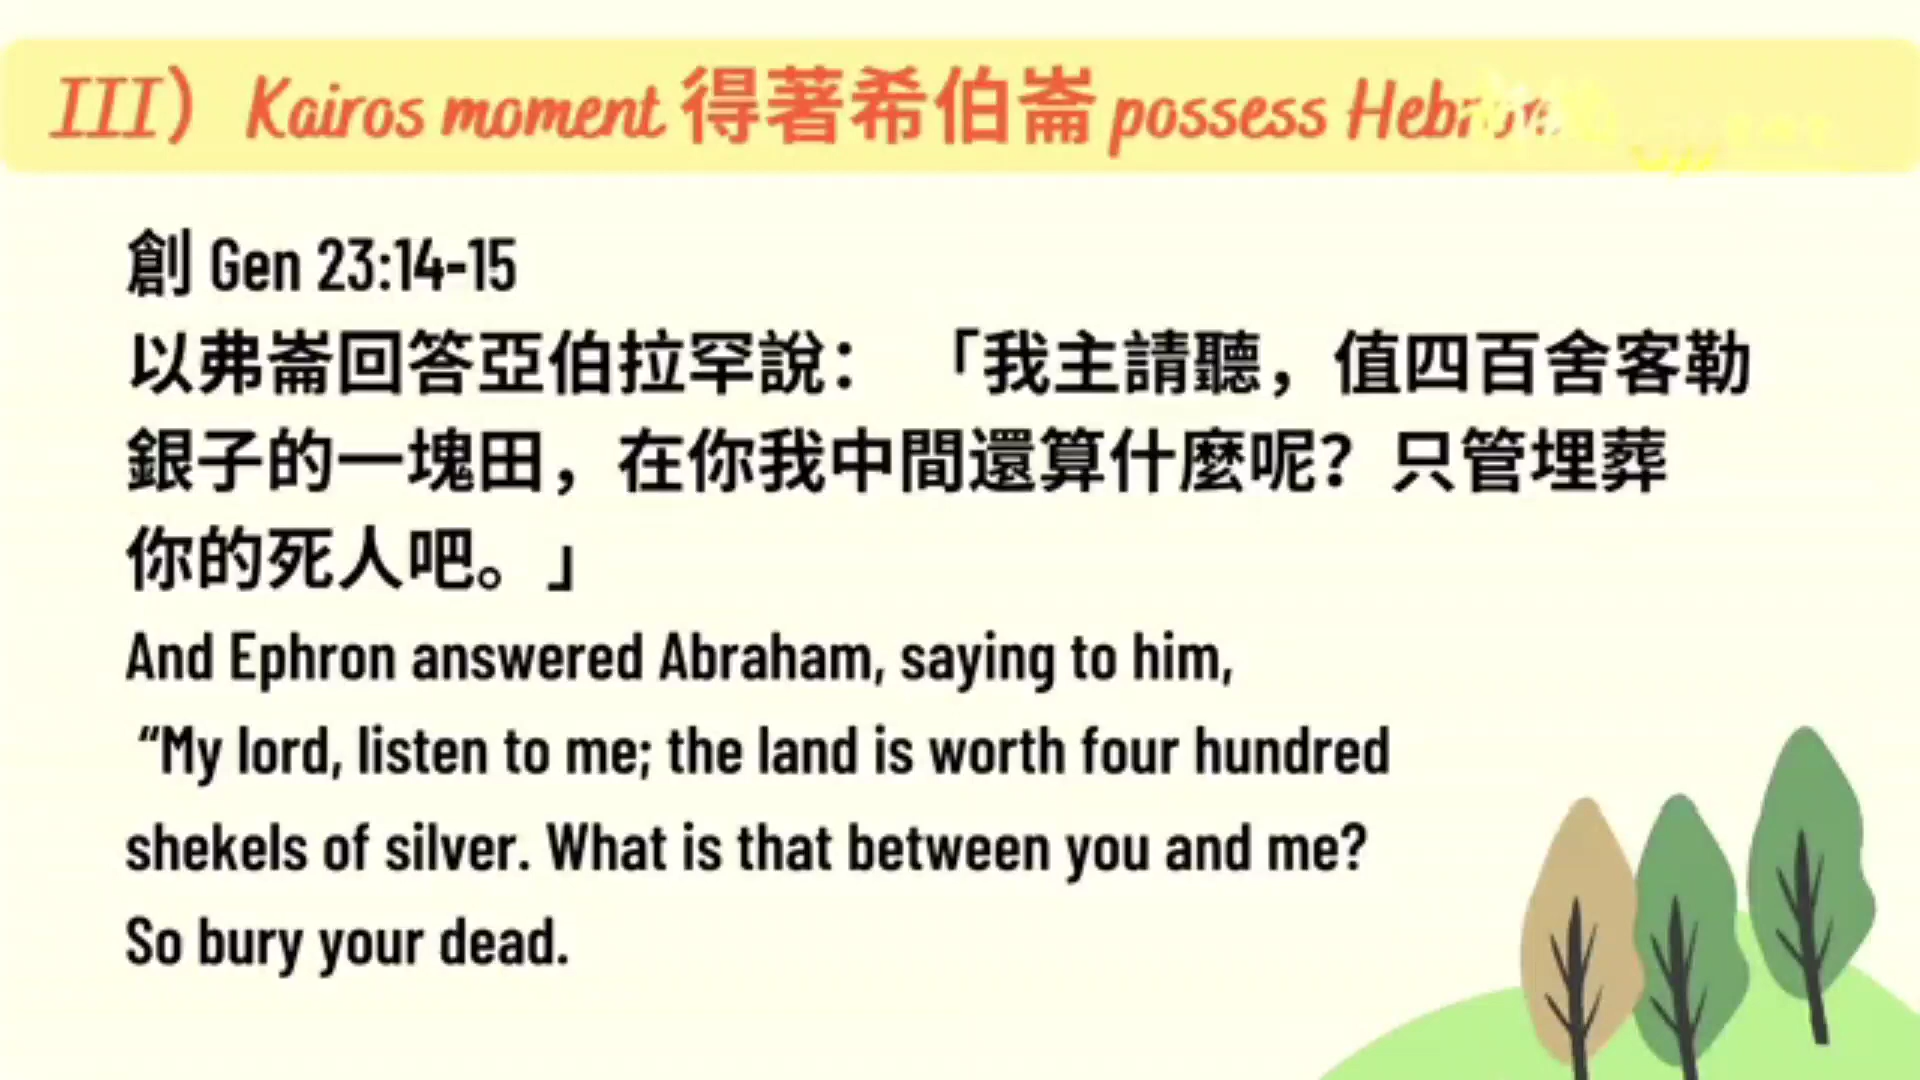 III）Kairos moment 得著希伯崙 possess Hebron
創 Gen 23:14-15
以弗崙回答亞伯拉罕說：「我主請聽，值四百舍客勒
銀子的一塊田，在你我中間還算什麼呢？只管埋葬
你的死人吧。」
And Ephron answered Abraham, saying to him,
“My lord, listen to me; the land is worth four hundred
shekels of silver. What is that between you and me?
So bury your dead.